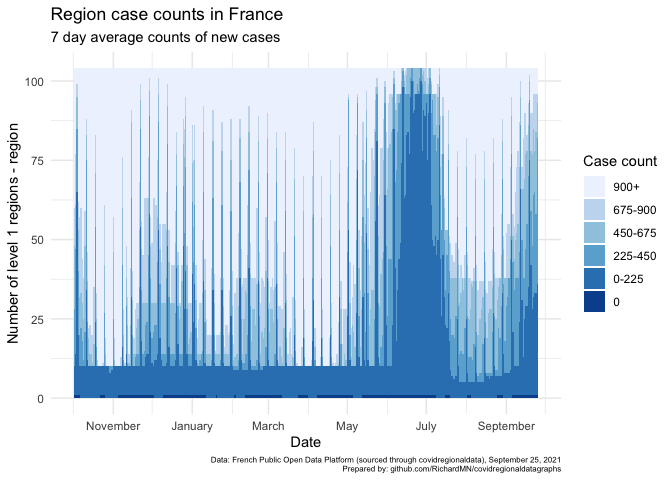 Region case counts in France
7 day average counts of new cases
Number of level 1 regions - region
100
75
50
25
0
November
January
March
May
July
September
Date
Case count
900+
675-900
450-675
225-450
0-225
0
Data: French Public Open Data Platform (sourced through covidregionaldata), September 25, 2021
Prepared by: github.com/RichardMN/covidregionaldatagraphs